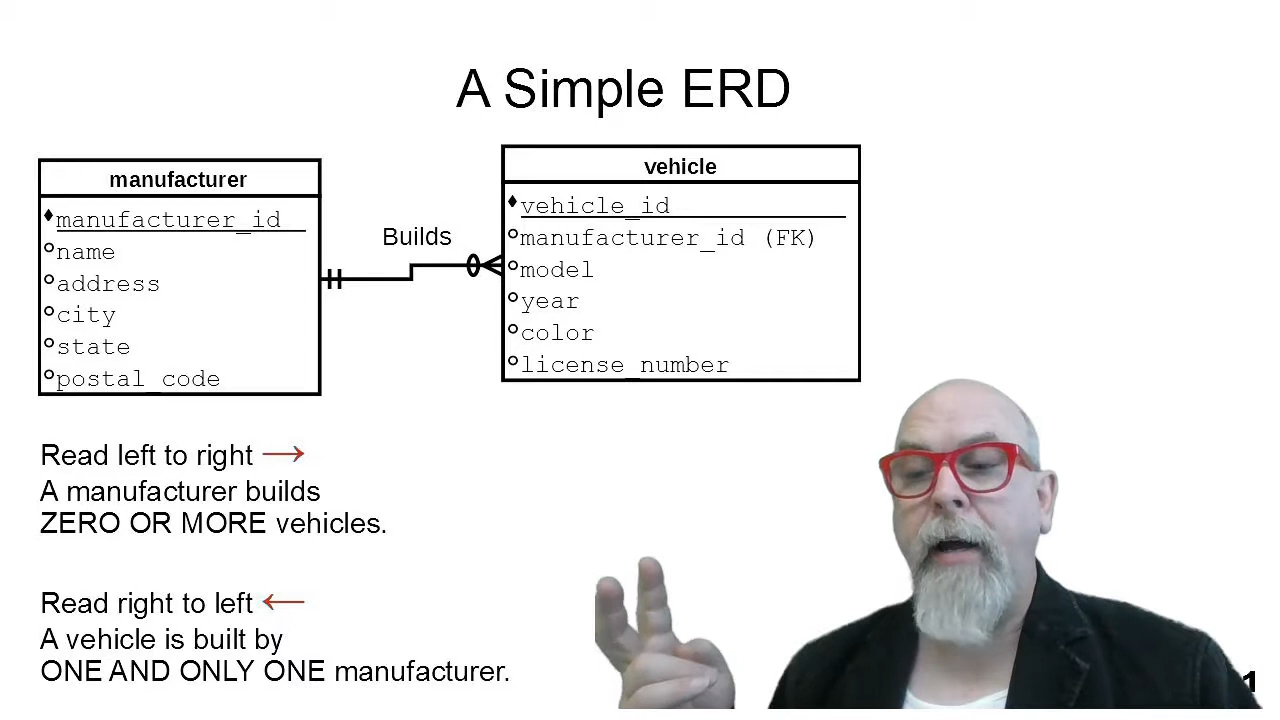 A Simple ERD
manufacturer
manufacturer_id
name
address
city
state
postal_code
Builds
vehicle
vehicle_id
manufacturer_id (FK)
model
year
color
license_number
Read left to right →
A manufacturer builds
ZERO OR MORE vehicles.
Read right to left ←
A vehicle is built by
ONE AND ONLY ONE manufacturer.
1